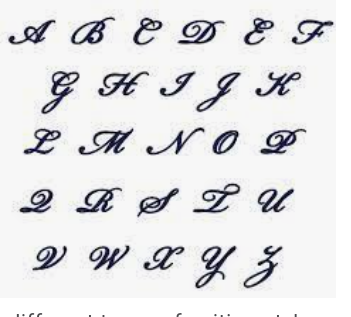 A B C D E F
G H I J K
L M N O P
Q R S T U
V W X Y Z